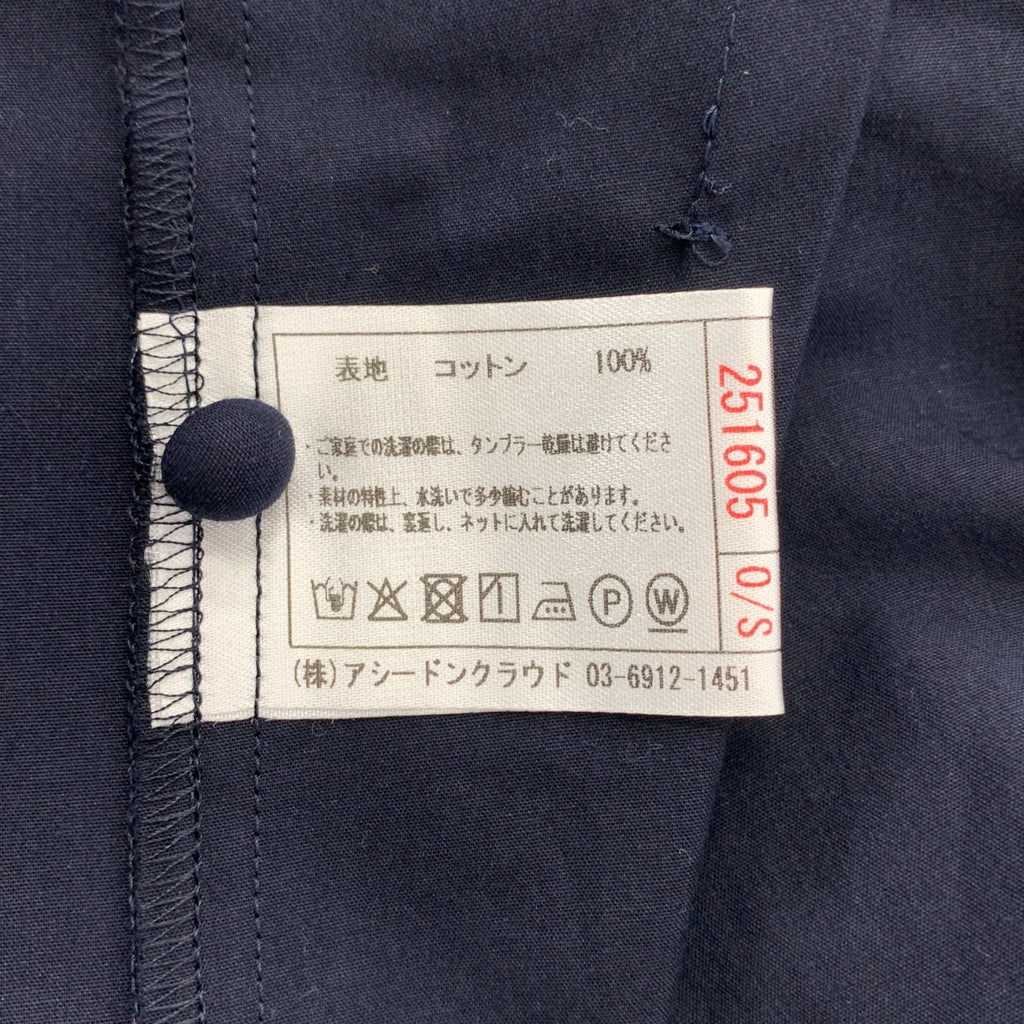 表地 コットン 100%
・ご家庭での洗濯の際は、タンブラー乾燥は避けてくださ
い。
・素材の特性上、水洗いで多少縮むことがあります。
・洗濯の際は、裏返し、ネットに入れて洗濯してください。
P W
(株)アシードンクラウド 03-6912-1451
251605 O/S